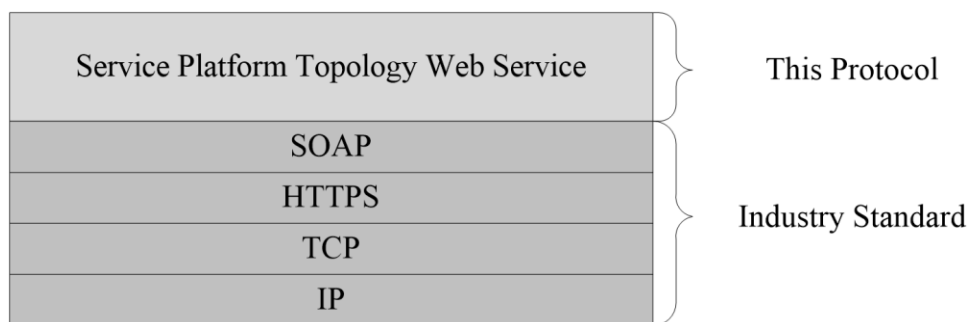 Service Platform Topology Web Service
This Protocol
SOAP
HTTPS
TCP
IP
Industry Standard